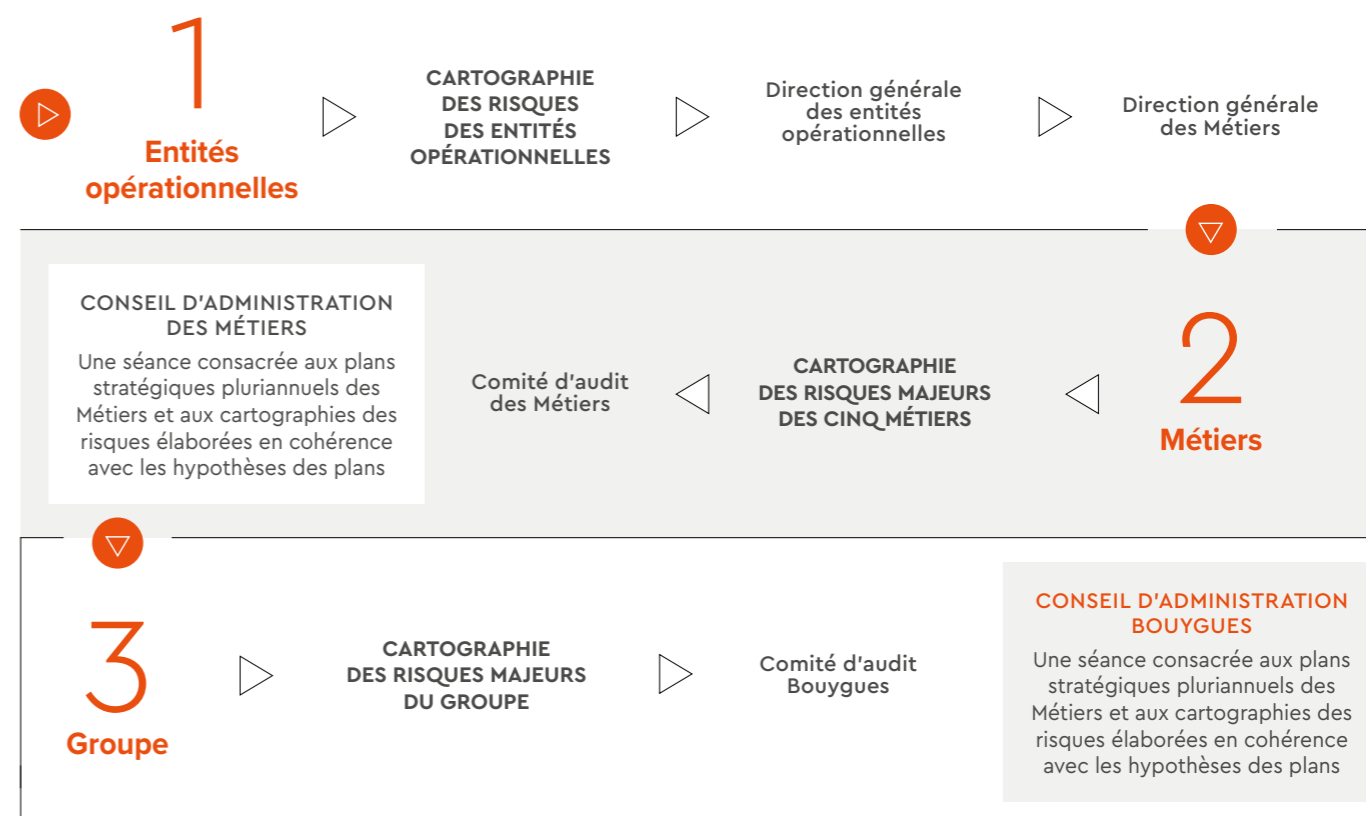 1
Entités
opérationnelles
CARTOGRAPHIE
DES RISQUES
DES ENTITÉS
OPÉRATIONNELLES
Direction générale
des entités
opérationnelles
Direction générale
des Métiers
2
Métiers
CARTOGRAPHIE
DES RISQUES MAJEURS
DES CINQ MÉTIERS
Comité d'audit
des Métiers
CONSEIL D'ADMINISTRATION
DES MÉTIERS
Une séance consacrée aux plans
stratégiques pluriannuels des
Métiers et aux cartographies des
risques élaborées en cohérence
avec les hypothèses des plans
3
Groupe
CARTOGRAPHIE
DES RISQUES MAJEURS
DU GROUPE
Comité d'audit
Bouygues
CONSEIL D'ADMINISTRATION
BOUYGUES
Une séance consacrée aux plans
stratégiques pluriannuels des
Métiers et aux cartographies des
risques élaborées en cohérence
avec les hypothèses des plans